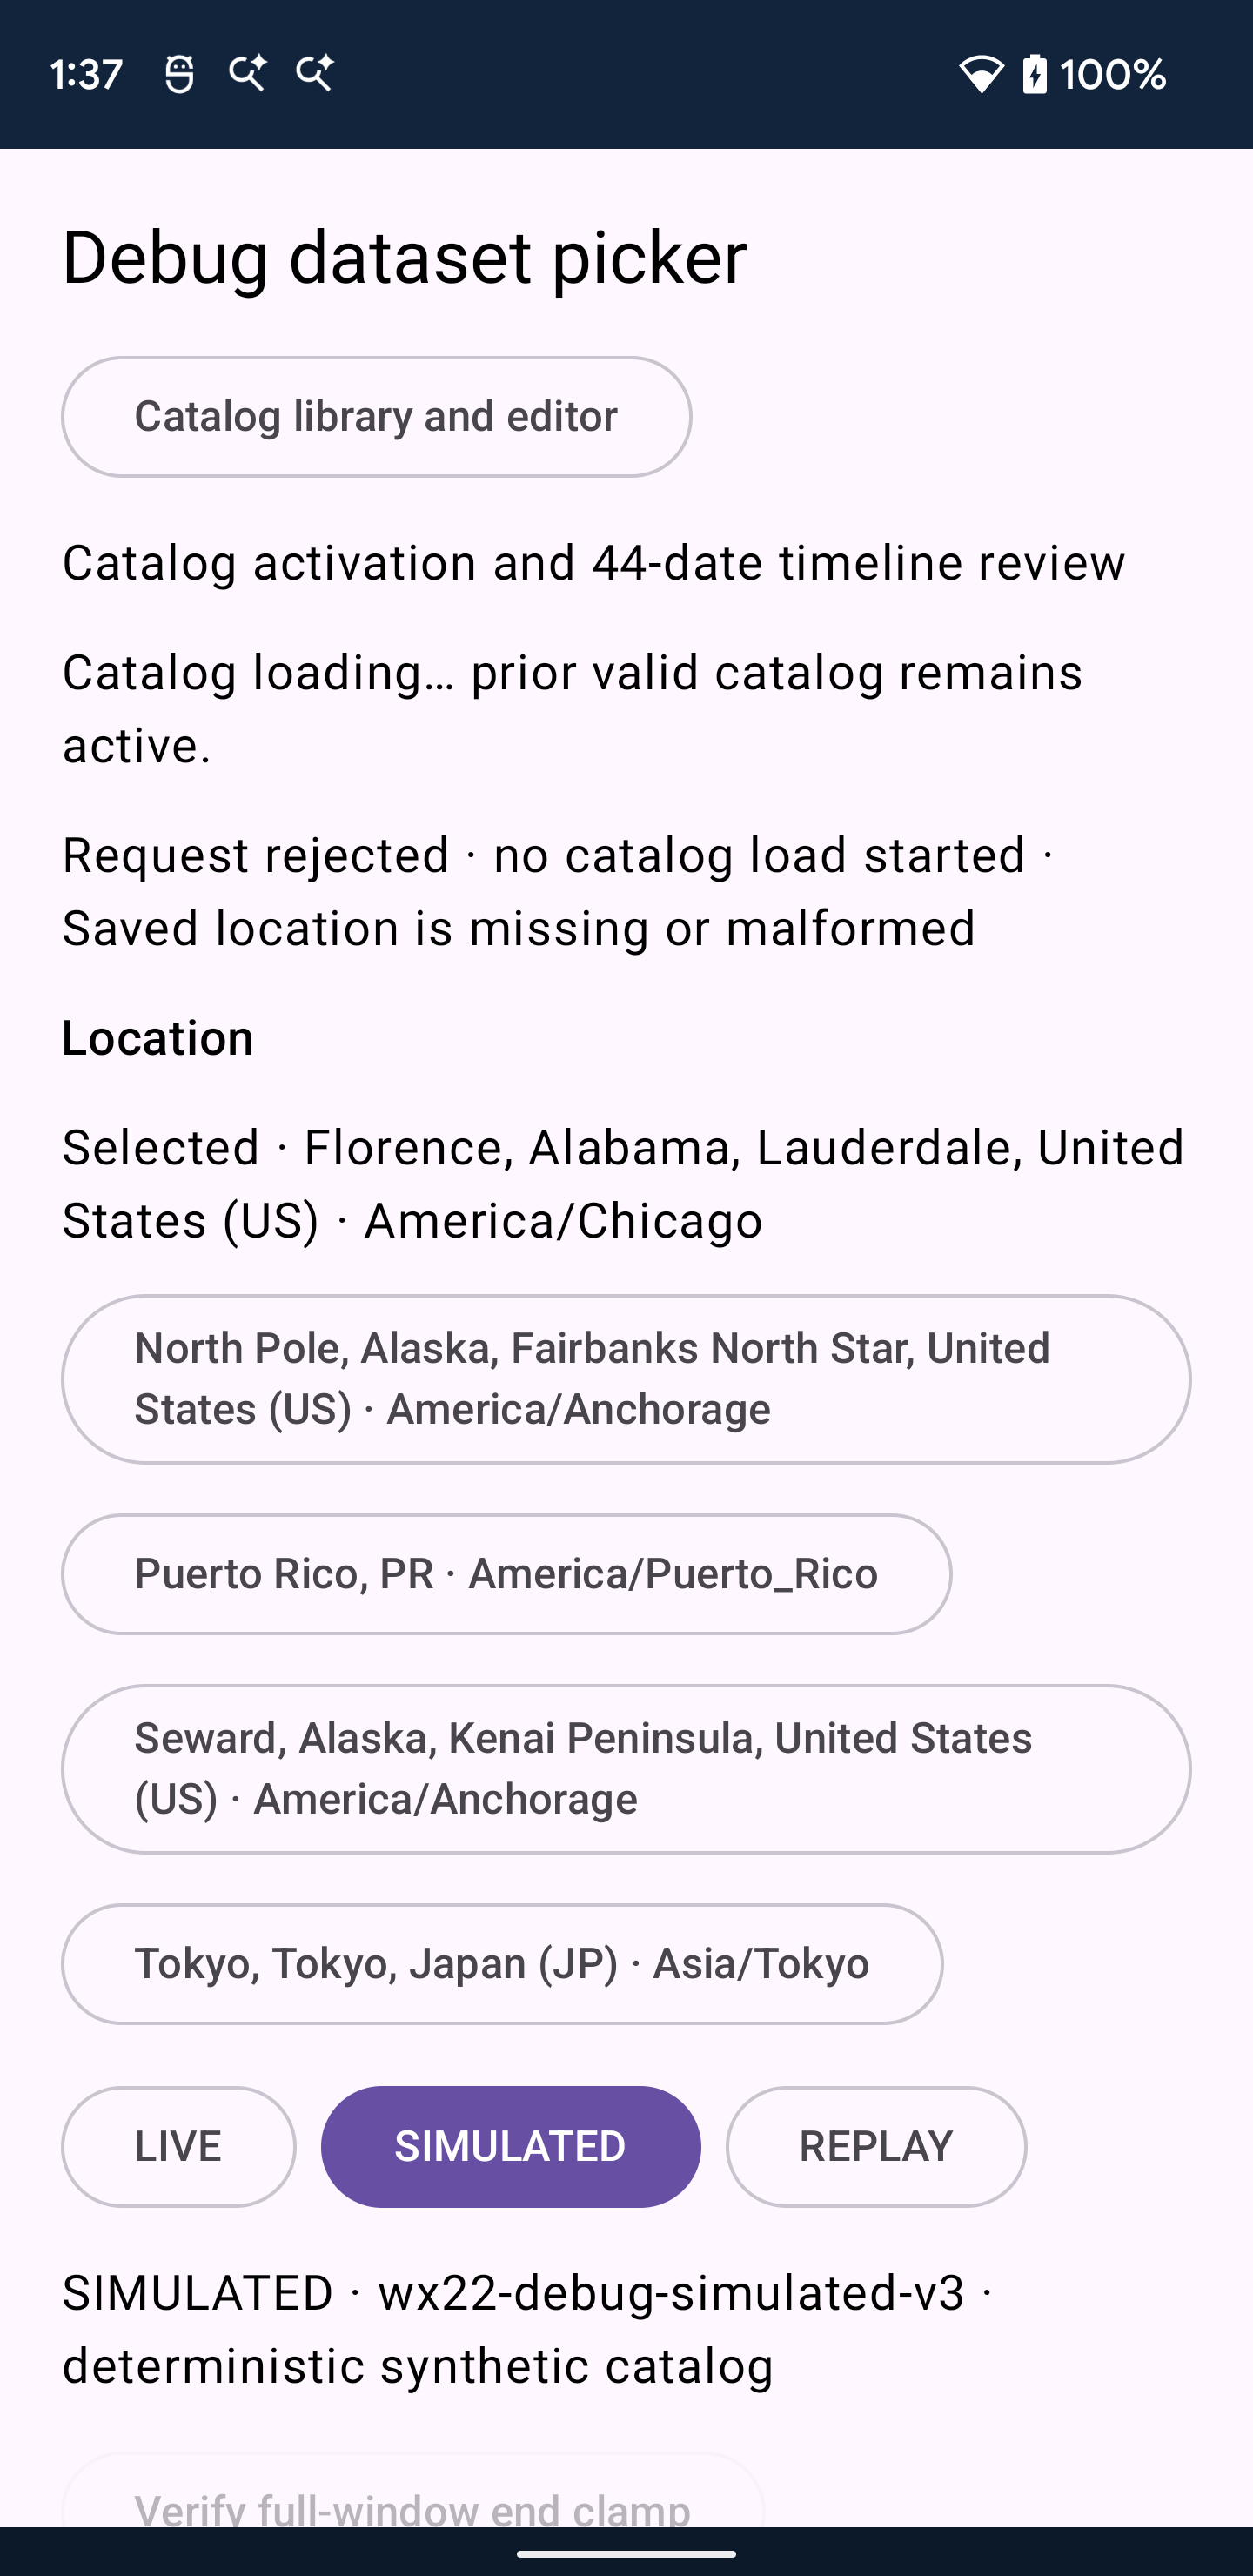 1:37
100%
Debug dataset picker
Catalog library and editor
Catalog activation and 44-date timeline review
Catalog loading… prior valid catalog remains
active.
Request rejected · no catalog load started ·
Saved location is missing or malformed
Location
Selected · Florence, Alabama, Lauderdale, United
States (US) · America/Chicago
North Pole, Alaska, Fairbanks North Star, United
States (US) · America/Anchorage
Puerto Rico, PR · America/Puerto_Rico
Seward, Alaska, Kenai Peninsula, United States
(US) · America/Anchorage
Tokyo, Tokyo, Japan (JP) · Asia/Tokyo
LIVE
SIMULATED
REPLAY
SIMULATED · wx22-debug-simulated-v3 ·
deterministic synthetic catalog
Verify full-window end clamp